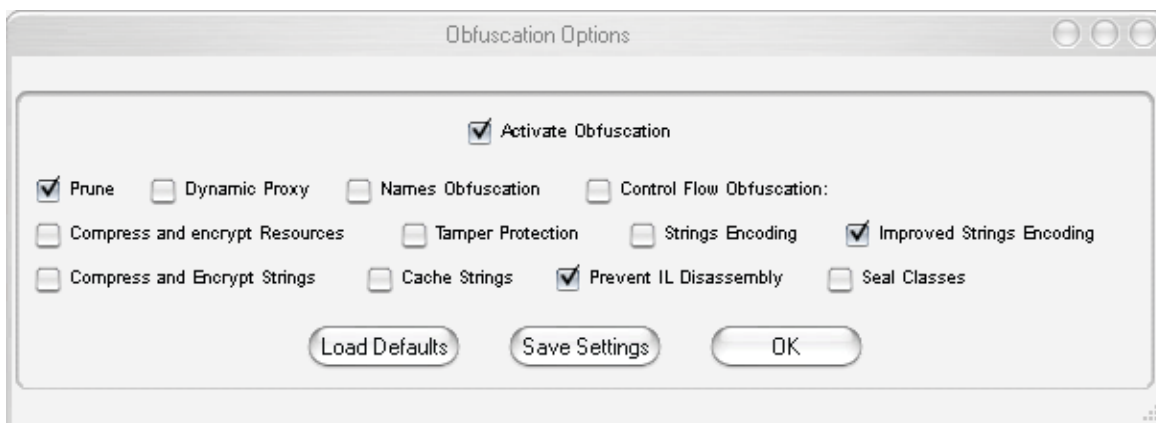 Obfuscation Options
Activate Obfuscation
Prune Dynamic Proxy Names Obfuscation Control Flow Obfuscation:
Compress and encrypt Resources Tamper Protection Strings Encoding Improved Strings Encoding
Compress and Encrypt Strings Cache Strings Prevent IL Disassembly Seal Classes
Load Defaults Save Settings OK